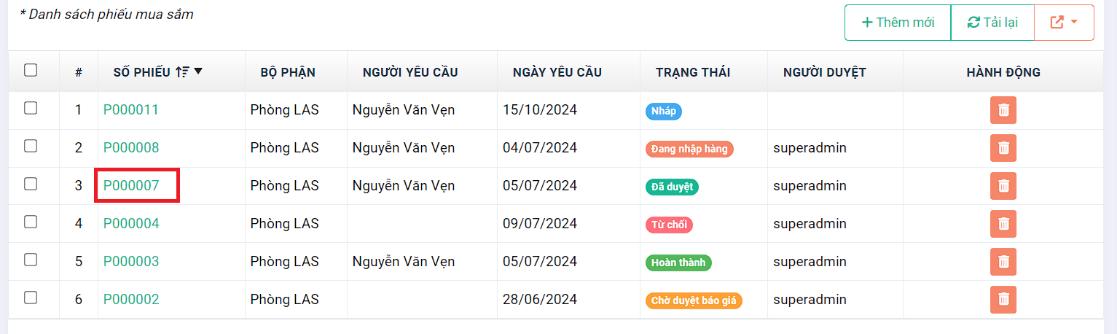 * Danh sách phiếu mua sắm
Thêm mới Tải lại
# SỐ PHIẾU BỘ PHẬN NGƯỜI YÊU CẦU NGÀY YÊU CẦU TRẠNG THÁI NGƯỜI DUYỆT HÀNH ĐỘNG
1 P000011 Phòng LAS Nguyễn Văn Vẹn 15/10/2024 Nháp
2 P000008 Phòng LAS Nguyễn Văn Vẹn 04/07/2024 Đang nhập hàng superadmin
3 P000007 Phòng LAS Nguyễn Văn Vẹn 05/07/2024 Đã duyệt superadmin
4 P000004 Phòng LAS 09/07/2024 Từ chối superadmin
5 P000003 Phòng LAS Nguyễn Văn Vẹn 05/07/2024 Hoàn thành superadmin
6 P000002 Phòng LAS 28/06/2024 Chờ duyệt báo giá superadmin